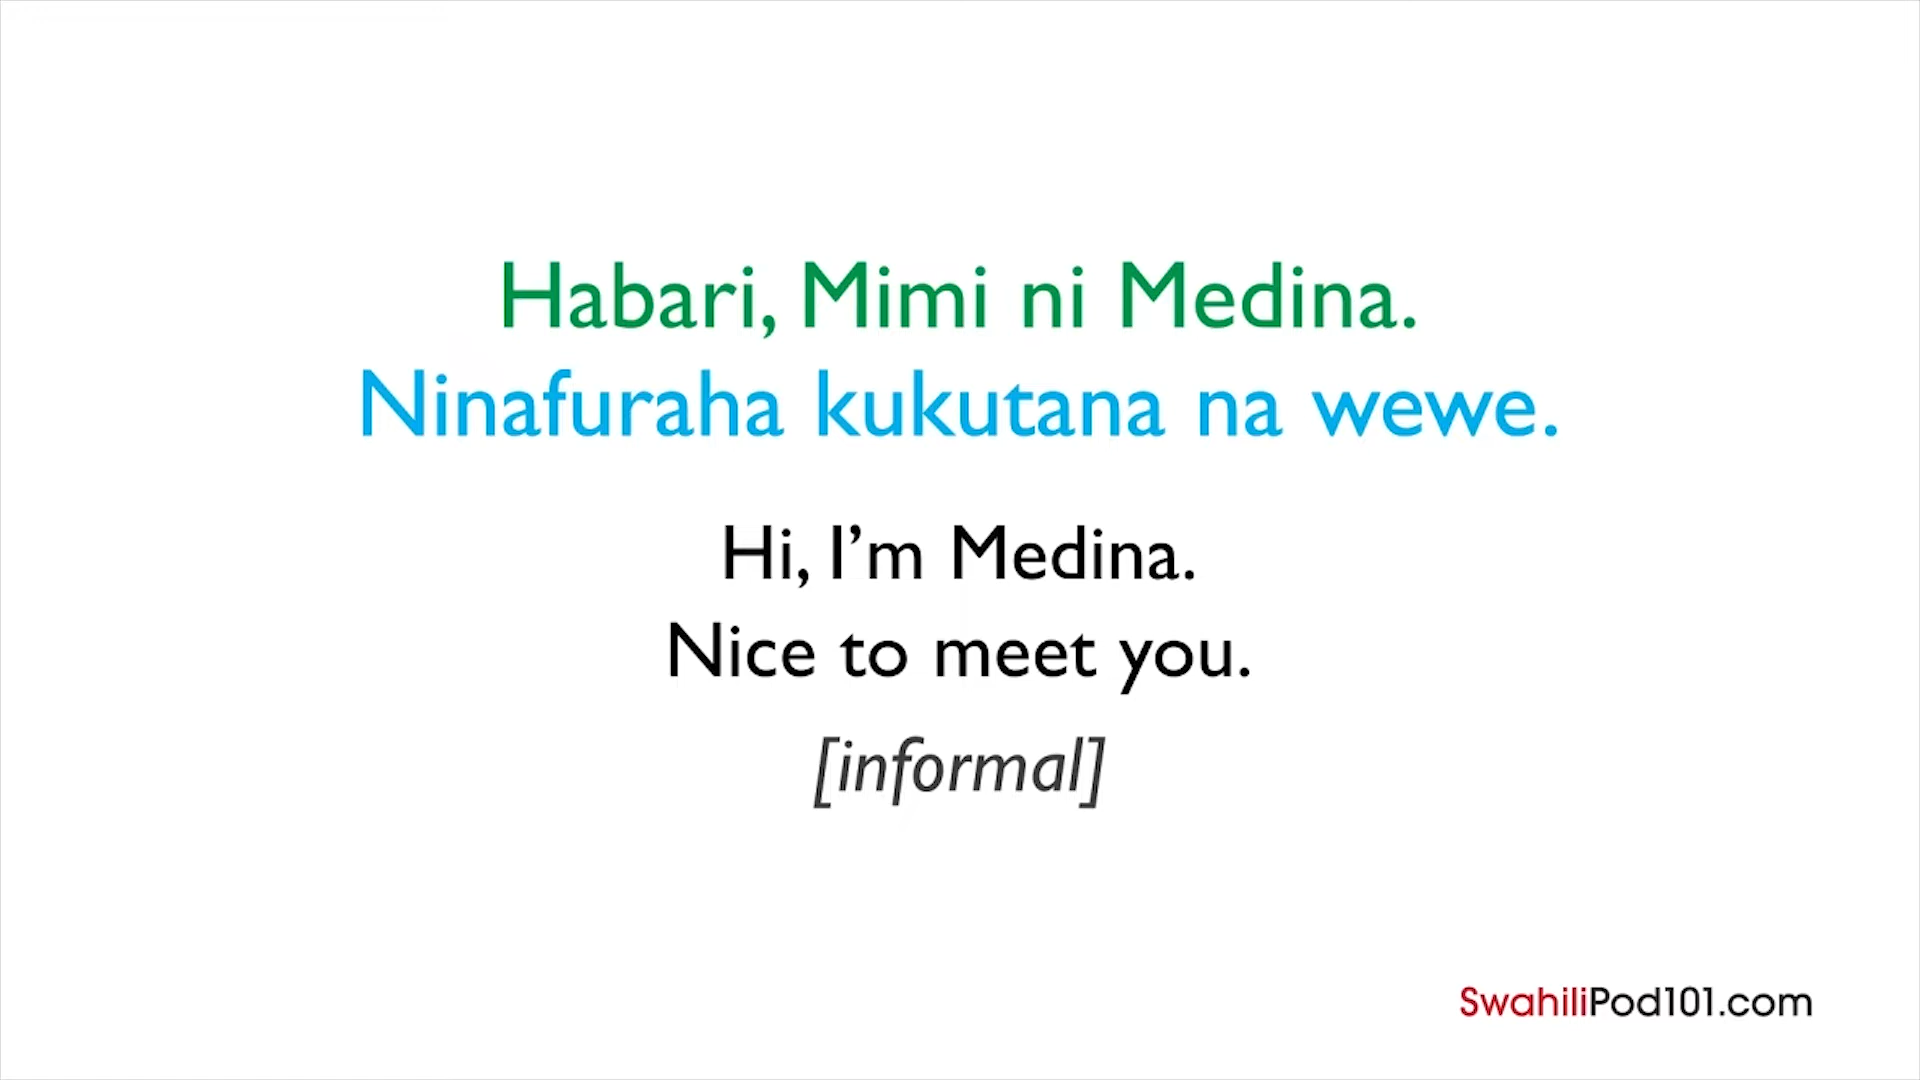 Habari, Mimi ni Medina.
Ninafuraha kukutana na wewe.
Hi, I’m Medina.
Nice to meet you.
[informal]
SwahiliPod101.com